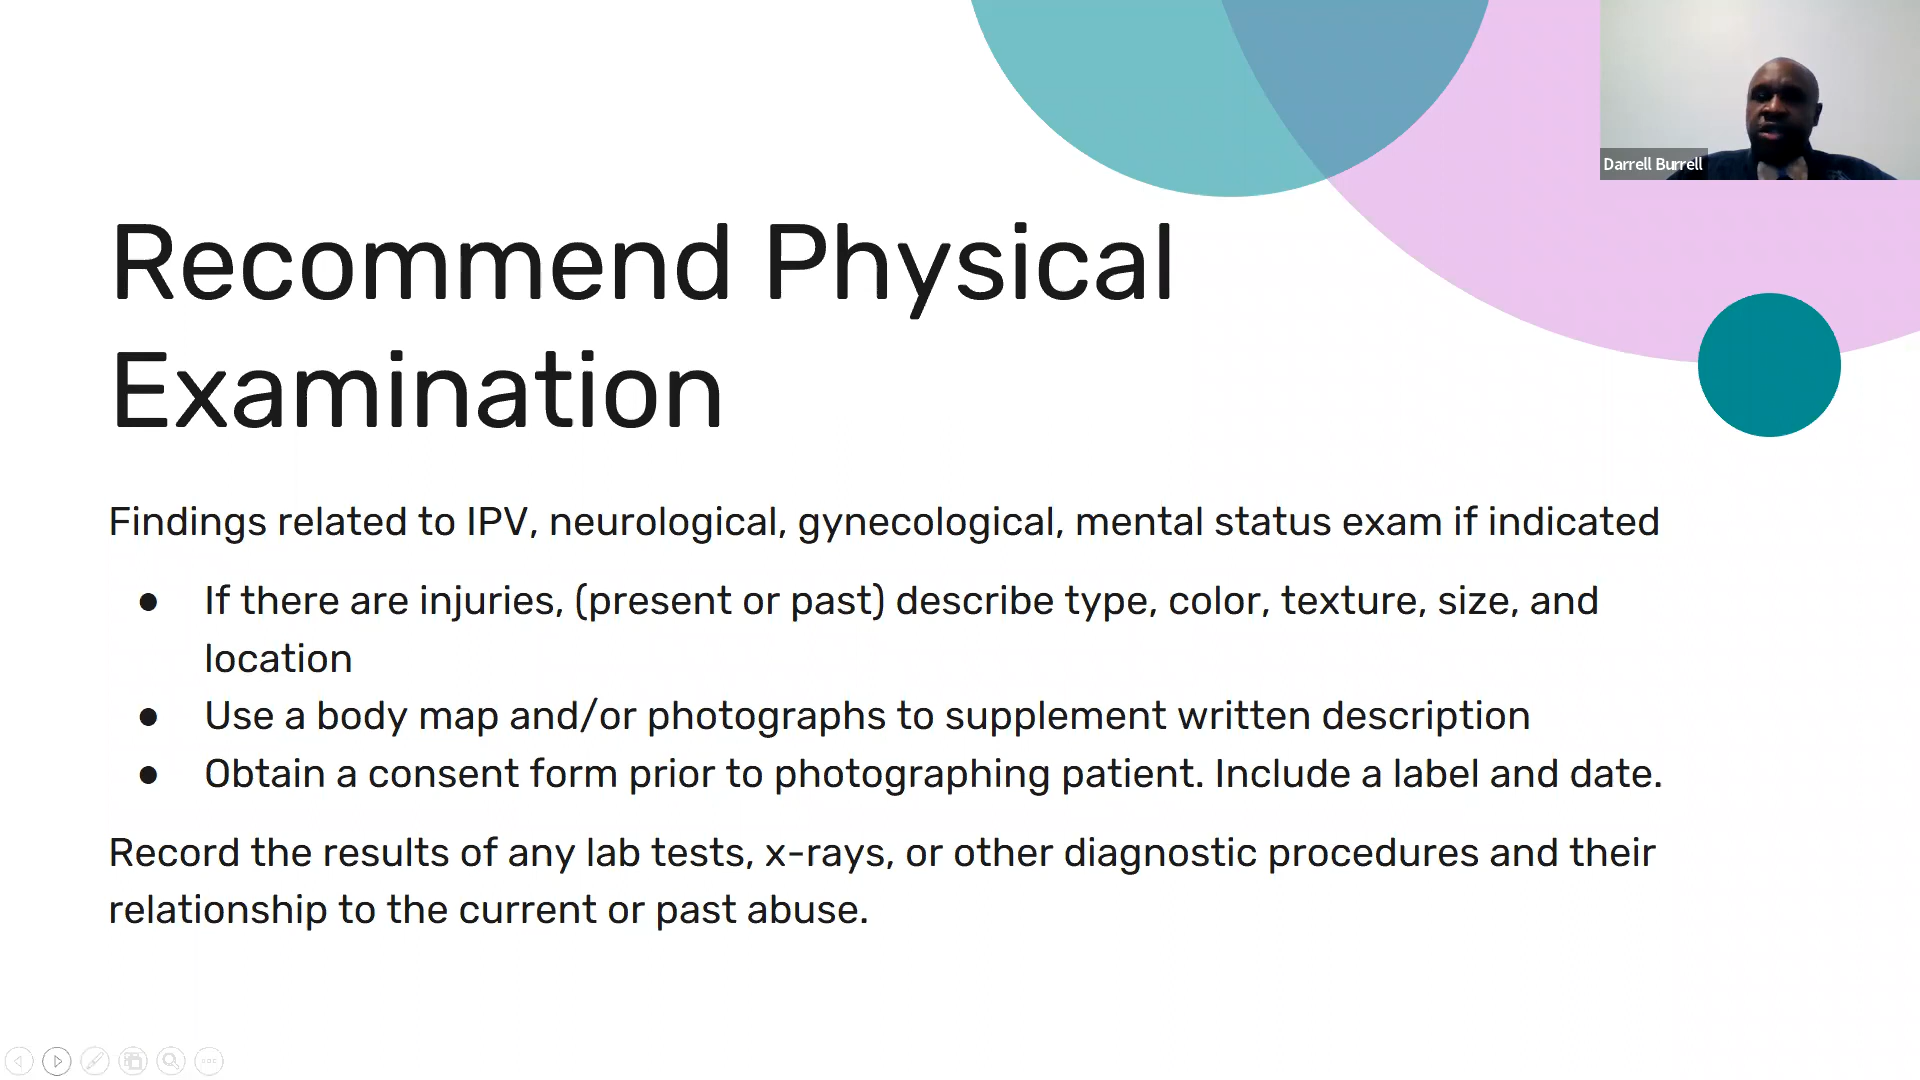 Darrell Burrell
Recommend Physical
Examination
Findings related to IPV, neurological, gynecological, mental status exam if indicated
● If there are injuries, (present or past) describe type, color, texture, size, and
location
● Use a body map and/or photographs to supplement written description
● Obtain a consent form prior to photographing patient. Include a label and date.
Record the results of any lab tests, x-rays, or other diagnostic procedures and their
relationship to the current or past abuse.